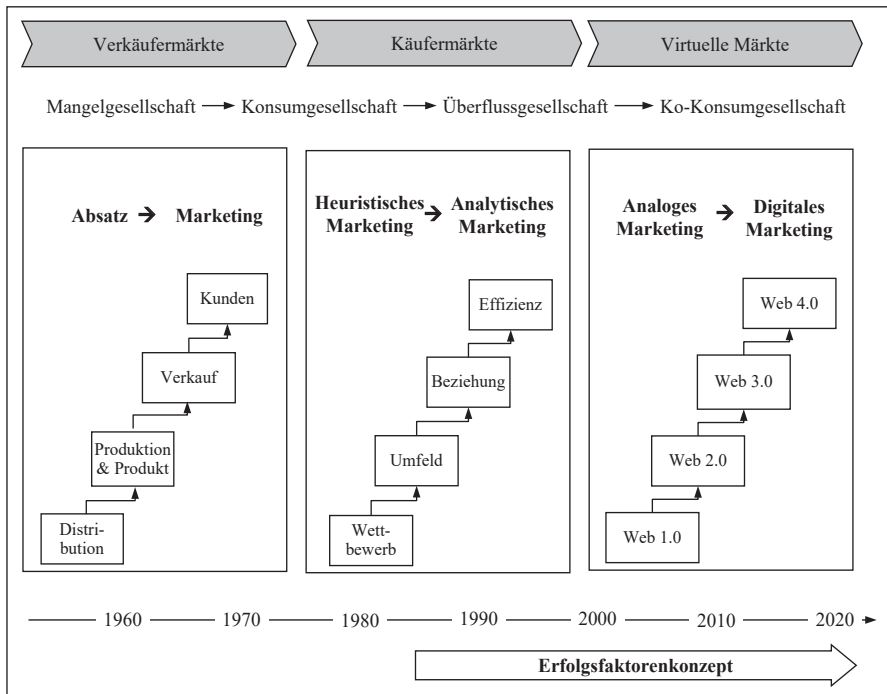 Verkäufermärkte
Käufermärkte
Virtuelle Märkte
Mangelgesellschaft
Konsumgesellschaft
Überflussgesellschaft
Ko-Konsumgesellschaft
Absatz → Marketing
Kunden
Verkauf
Produktion
& Produkt
Distri-
bution
Heuristisches
Marketing
→
Analytisches
Marketing
Effizienz
Beziehung
Umfeld
Wett-
bewerb
Analoges
Marketing
→
Digitales
Marketing
Web 4.0
Web 3.0
Web 2.0
Web 1.0
1960
1970
1980
1990
2000
2010
2020
Erfolgsfaktorenkonzept